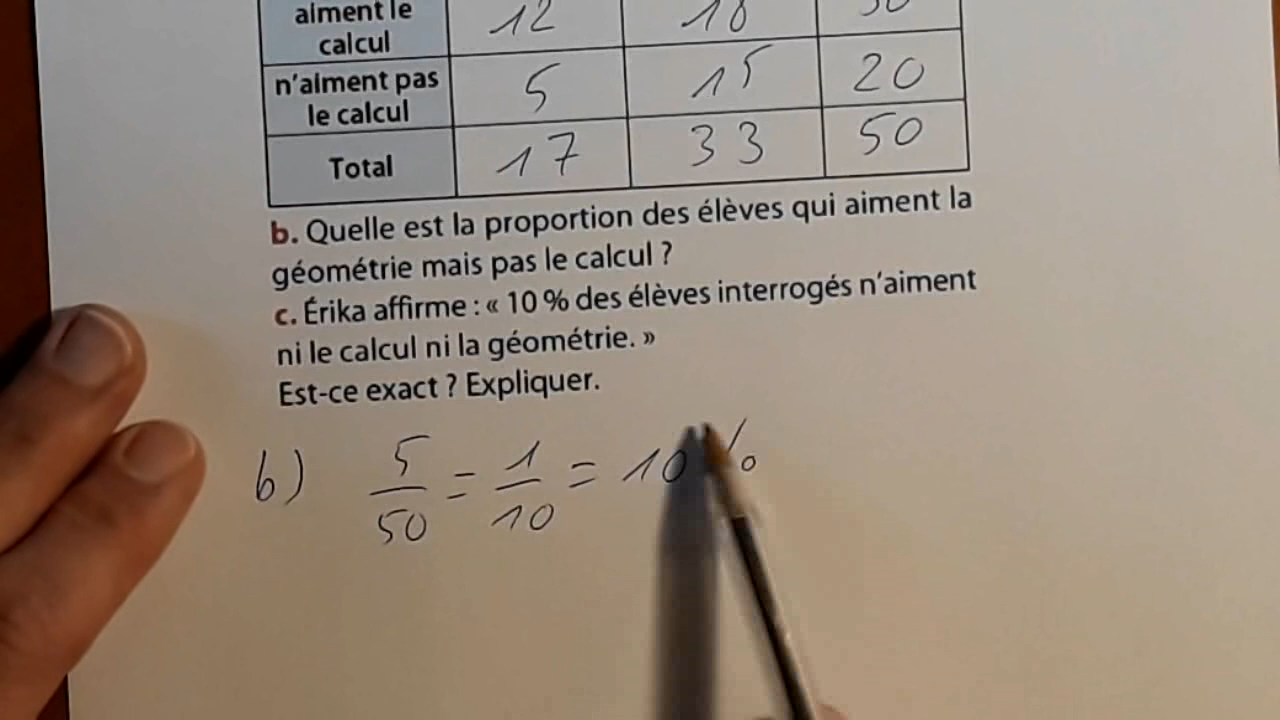 aiment le calcul 12 18 30
n'aiment pas le calcul 5 15 20
Total 17 33 50
b. Quelle est la proportion des élèves qui aiment la
géométrie mais pas le calcul ?
c. Érika affirme : « 10 % des élèves interrogés n'aiment
ni le calcul ni la géométrie. »
Est-ce exact ? Expliquer.
b) 5/50 = 1/10 = 10 %